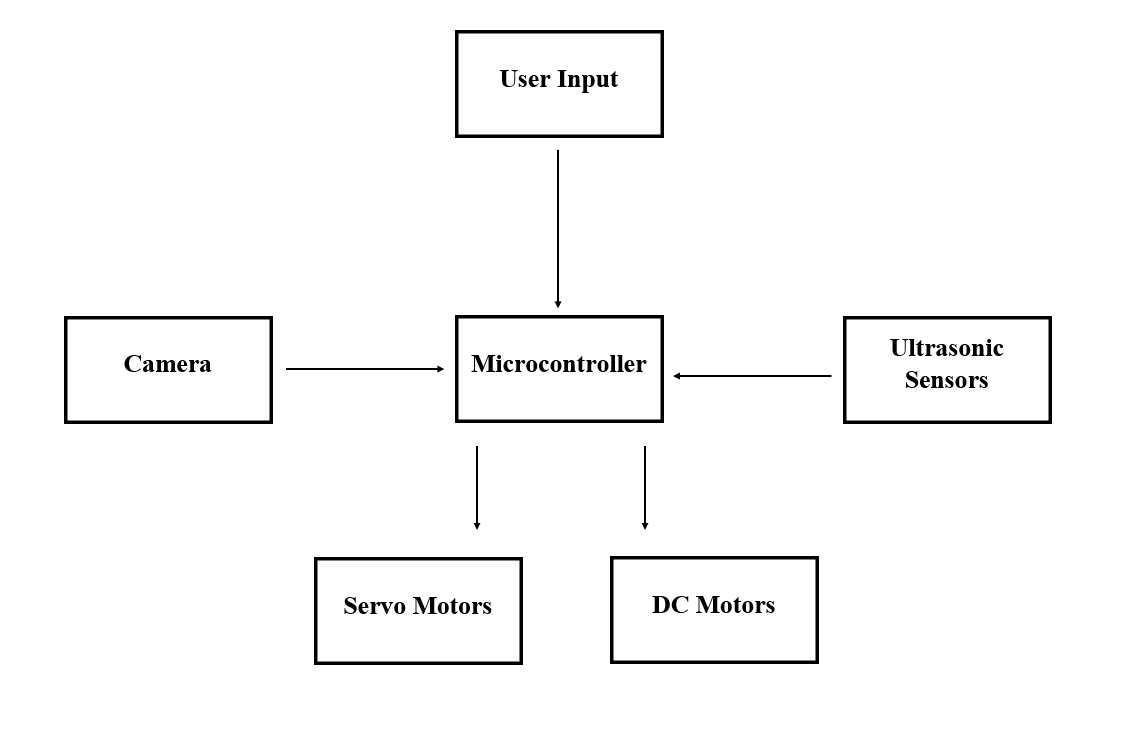 User Input
Camera
Microcontroller
Ultrasonic
Sensors
Servo Motors
DC Motors